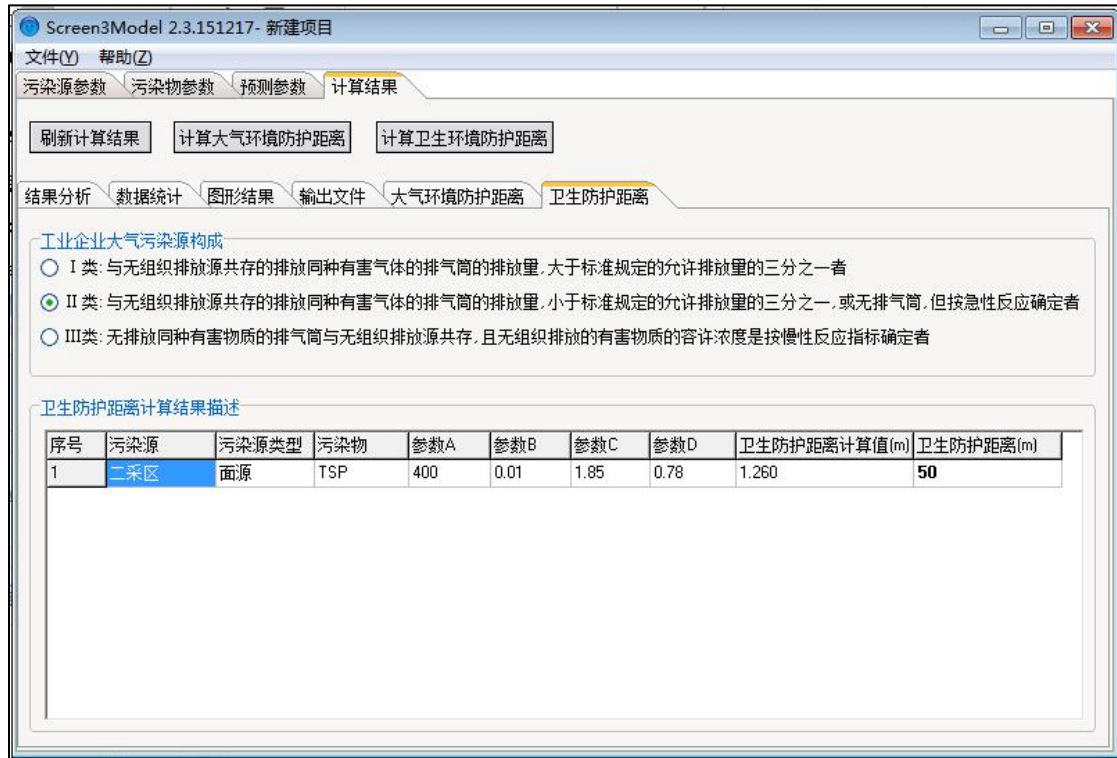 Screen3Model 2.3.151217- 新建项目
文件(Y) 帮助(Z)
污染源参数 污染物参数 预测参数 计算结果
刷新计算结果 计算大气环境防护距离 计算卫生环境防护距离
结果分析 数据统计 图形结果 输出文件 大气环境防护距离 卫生防护距离
工业企业大气污染源构成
I 类: 与无组织排放源共存的排放同种有害气体的排气筒的排放量,大于标准规定的允许排放量的三分之一者
II 类: 与无组织排放源共存的排放同种有害气体的排气筒的排放量,小于标准规定的允许排放量的三分之一,或无排气筒,但按急性反应确定者
III类: 无排放同种有害物质的排气筒与无组织排放源共存,且无组织排放的有害物质的容许浓度是按慢性反应指标确定者
卫生防护距离计算结果描述
序号 污染源 污染源类型 污染物 参数A 参数B 参数C 参数D 卫生防护距离计算值(m) 卫生防护距离(m)
1 二采区 面源 TSP 400 0.01 1.85 0.78 1.260 50